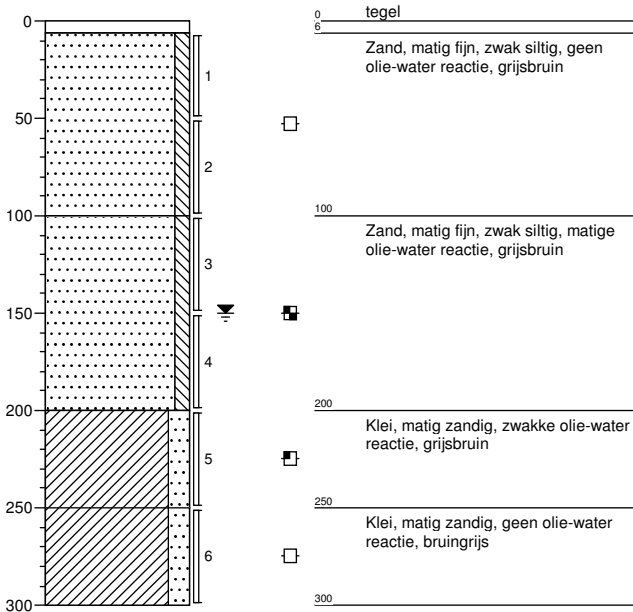 0
50
100
150
200
250
300
1
2
3
4
5
6
0
tegel
6
Zand, matig fijn, zwak siltig, geen
olie-water reactie, grijsbruin
100
Zand, matig fijn, zwak siltig, matige
olie-water reactie, grijsbruin
200
Klei, matig zandig, zwakke olie-water
reactie, grijsbruin
250
Klei, matig zandig, geen olie-water
reactie, bruingrijs
300